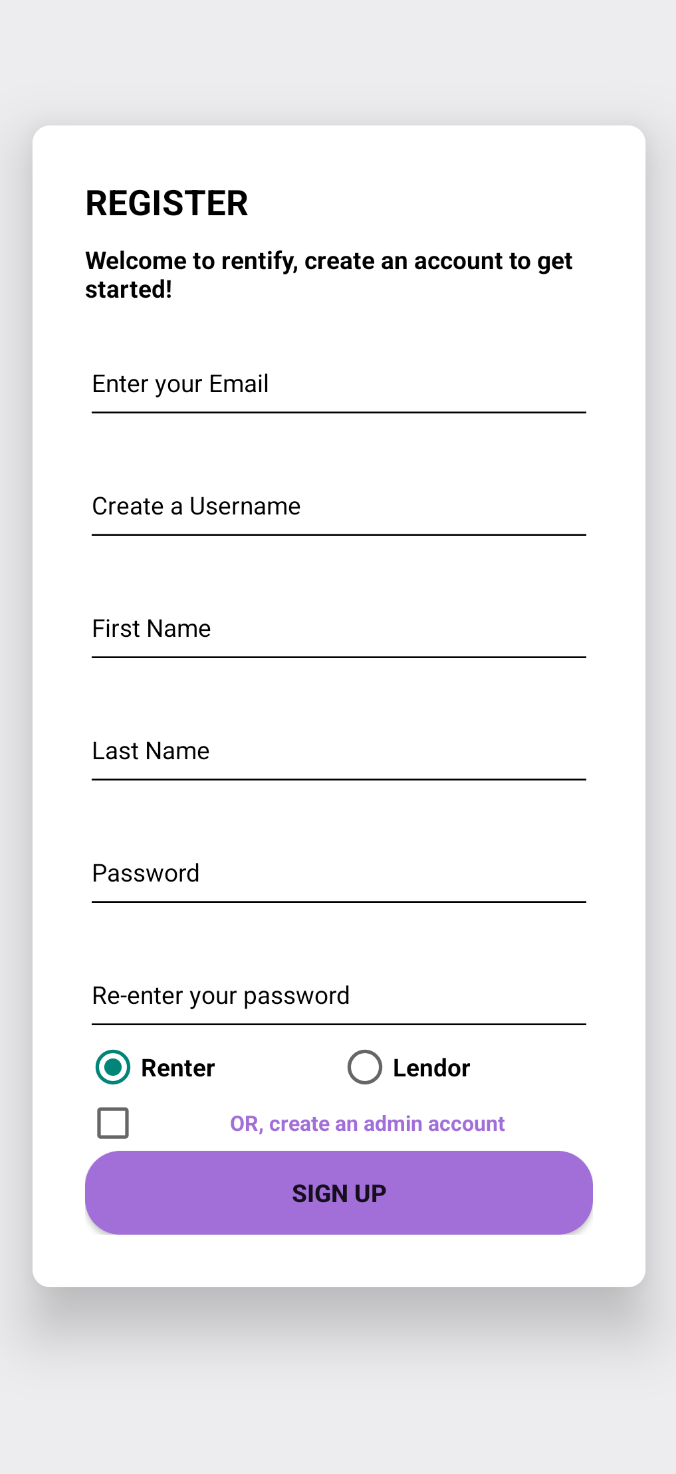 REGISTER
Welcome to rentify, create an account to get
started!
Enter your Email
Create a Username
First Name
Last Name
Password
Re-enter your password
Renter
Lendor
OR, create an admin account
SIGN UP